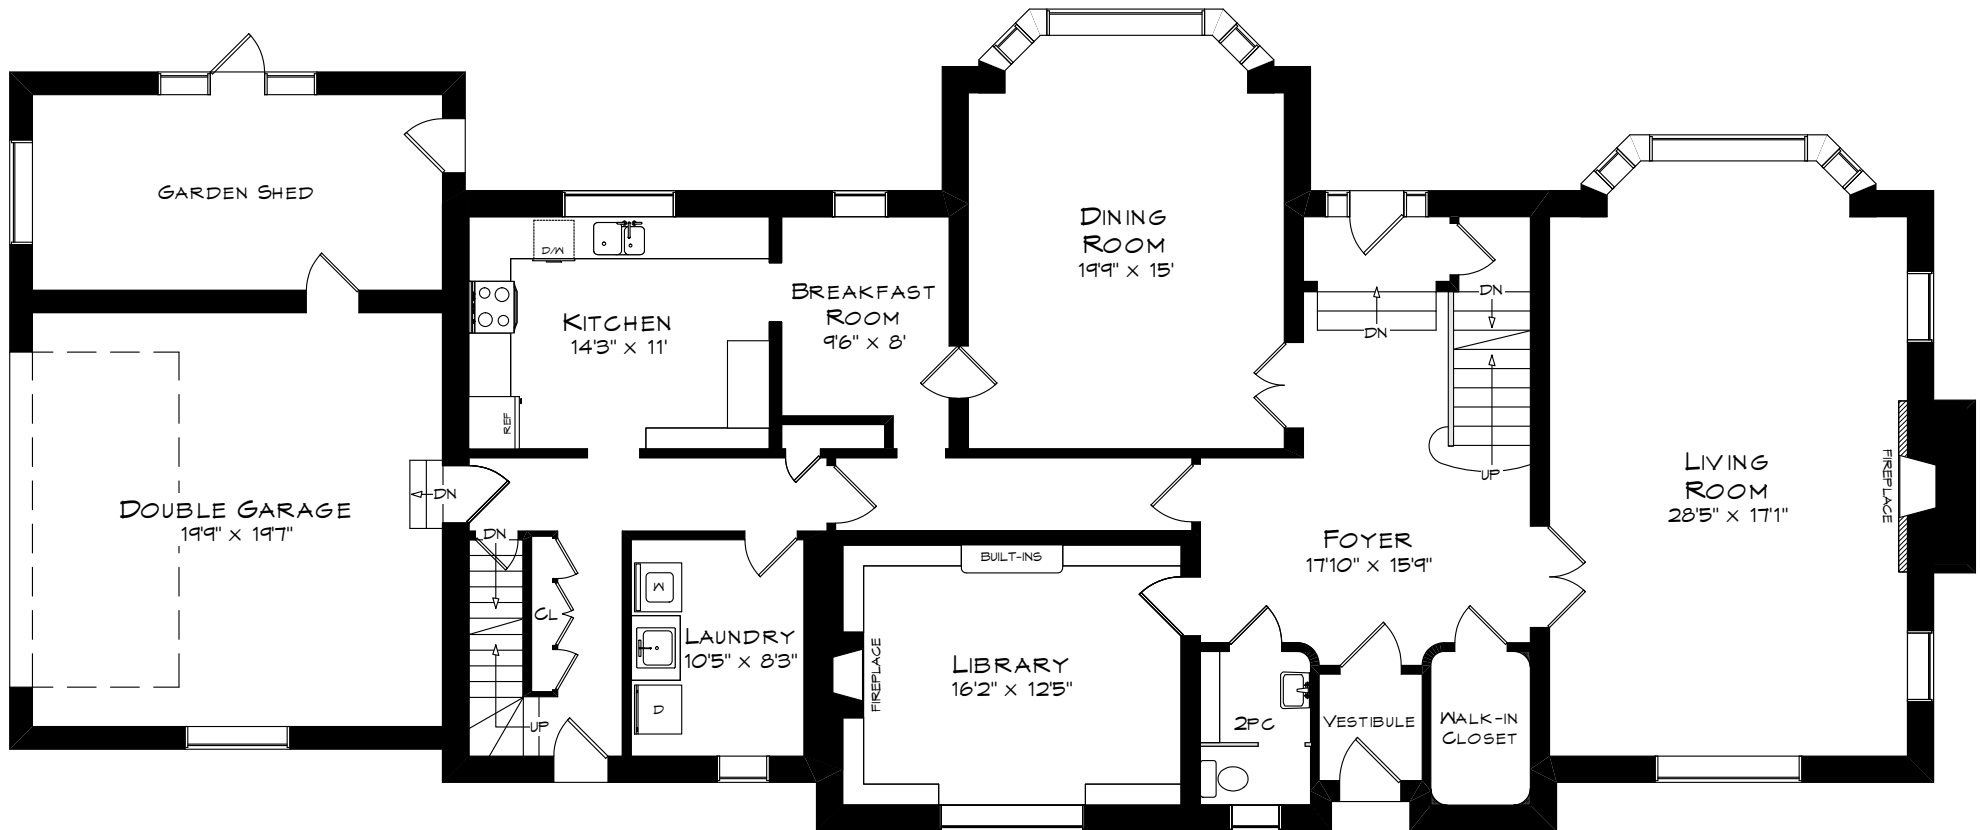 GARDEN SHED
DOUBLE GARAGE
19'9" x 19'7"
DN
D/W
KITCHEN
14'3" x 11'
REF
BREAKFAST
ROOM
9'6" x 8'
DINING
ROOM
19'9" x 15'
DN
DN
UP
LIVING
ROOM
28'5" x 17'1"
FIREPLACE
FOYER
17'10" x 15'9"
DN
UP
CL
W
D
LAUNDRY
10'5" x 8'3"
BUILT-INS
FIREPLACE
LIBRARY
16'2" x 12'5"
2PC
VESTIBULE
WALK-IN
CLOSET